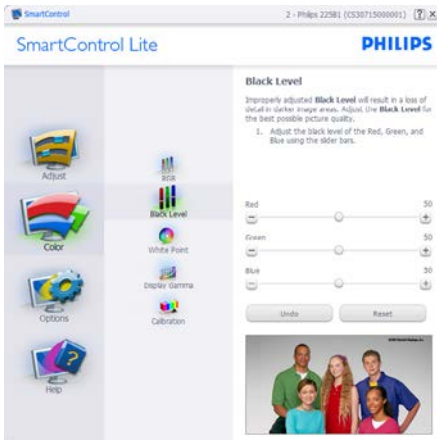 SmartControl
2 - Philips 225B1 (CS30715000001)
SmartControl Lite
PHILIPS
Adjust
Color
Options
Help
RGB
Black Level
White Point
Display Gamma
Calibration
Black Level
Improperly adjusted Black Level will result in a loss of
detail in darker image areas. Adjust the Black Level for
the best possible picture quality.
1. Adjust the black level of the Red, Green, and
Blue using the slider bars.
Red 50
Green 50
Blue 50
Undo Reset